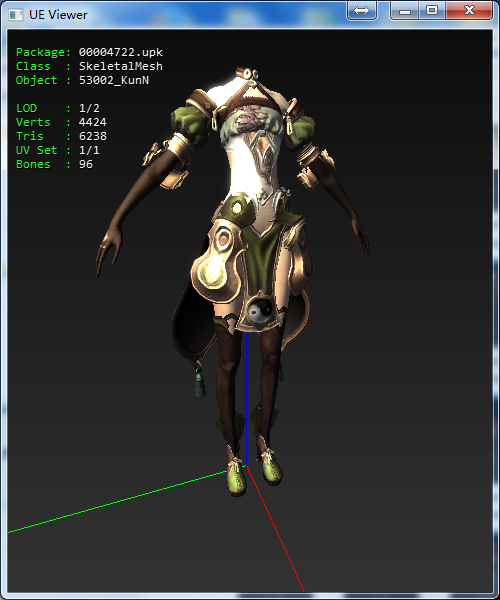 UE Viewer
Package: 00004722.upk
Class : SkeletalMesh
Object : 53002_KunN
LOD : 1/2
Verts : 4424
Tris : 6238
UV Set : 1/1
Bones : 96